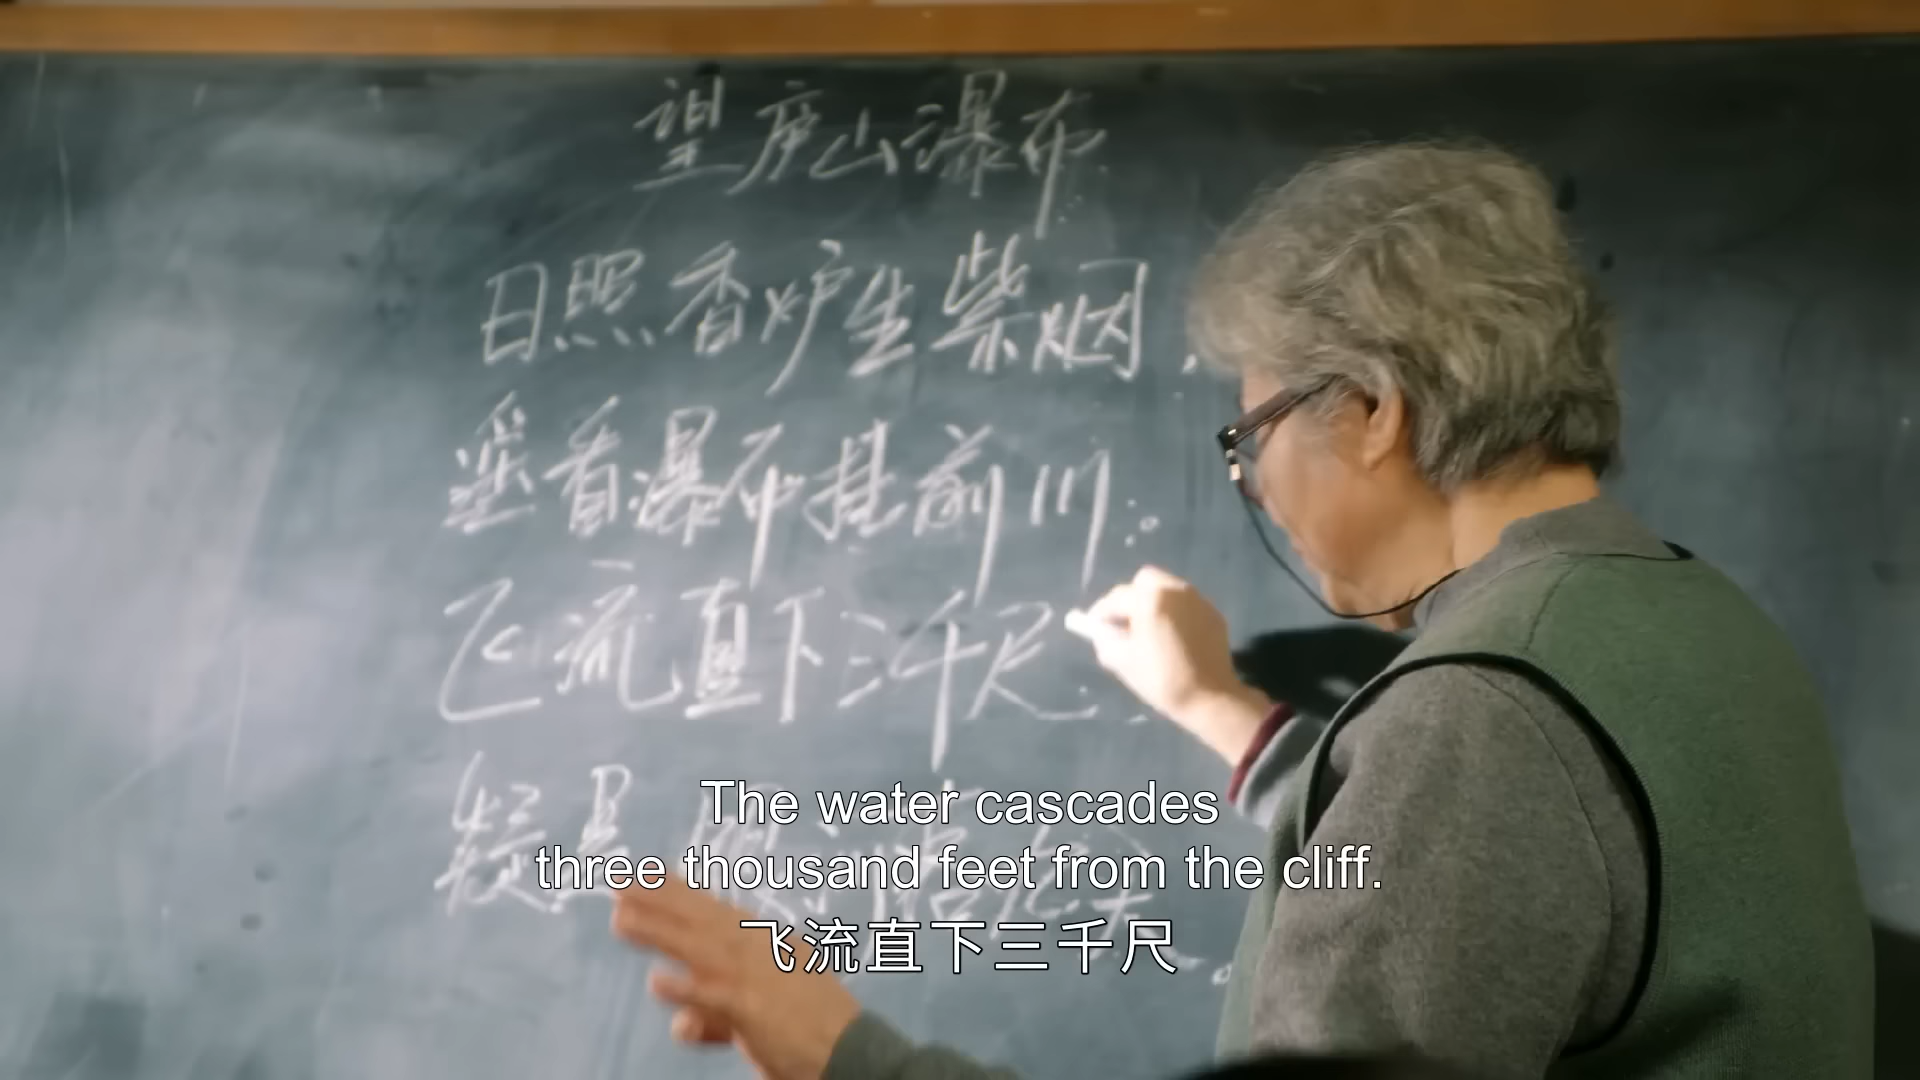 望庐山瀑布
日照香炉生紫烟,
遥看瀑布挂前川。
飞流直下三千尺
疑是
The water cascades
three thousand feet from the cliff.
飞流直下三千尺